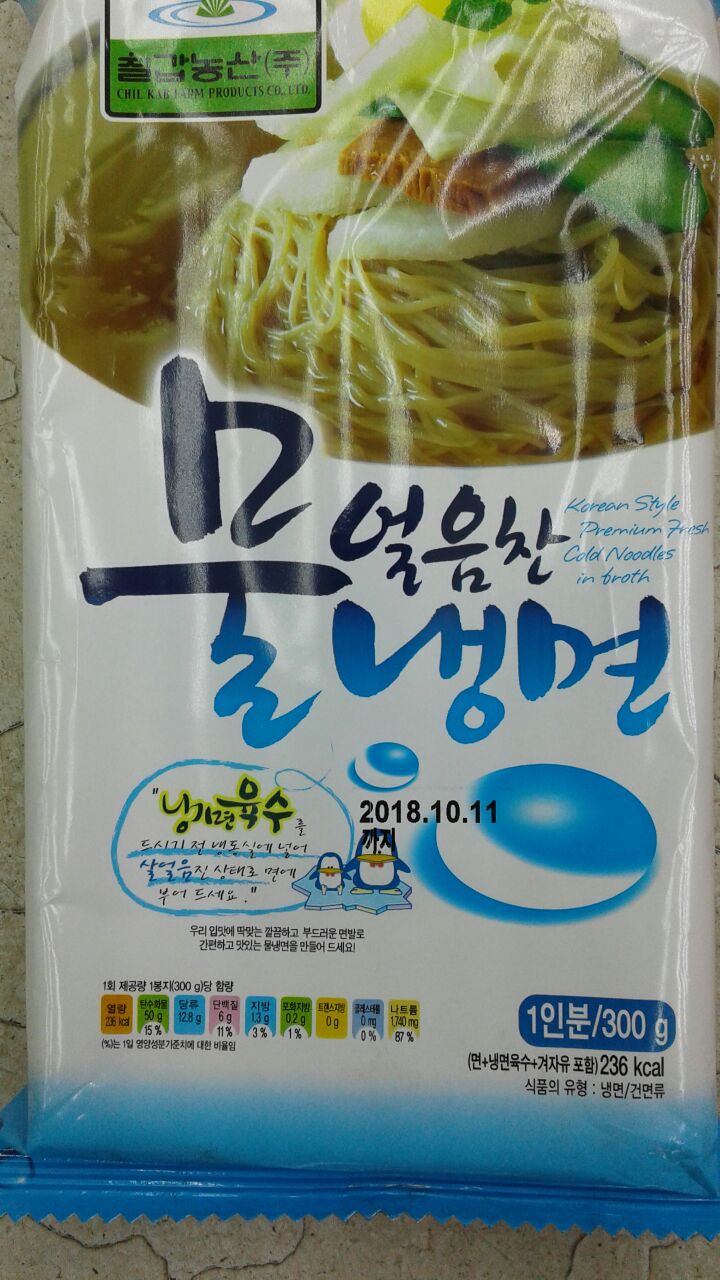 칠갑농산(주)
CHIL KAB FARM PRODUCTS CO., LTD.
얼음찬
물냉면
Korean Style
Premium Fresh
Cold Noodles
in broth
"냉면육수를
드시기 전 냉동실에 넣어
살얼음진 상태로 면에
부어 드세요."
2018.10.11
까지
우리 입맛에 딱맞는 깔끔하고 부드러운 면발로
간편하고 맛있는 물냉면을 만들어 드세요!
1회 제공량 1봉지(300 g)당 함량
열량 탄수화물 당류 단백질 지방 포화지방 트랜스지방 콜레스테롤 나트륨
236 kcal 50 g 12.8 g 6 g 1.3 g 0.2 g 0 g 0 mg 1,740 mg
15 % 11 % 3 % 1 % 0 % 87 %
(%)는 1일 영양성분기준치에 대한 비율임
1인분/300 g
(면+냉면육수+겨자유 포함) 236 kcal
식품의 유형 : 냉면/건면류